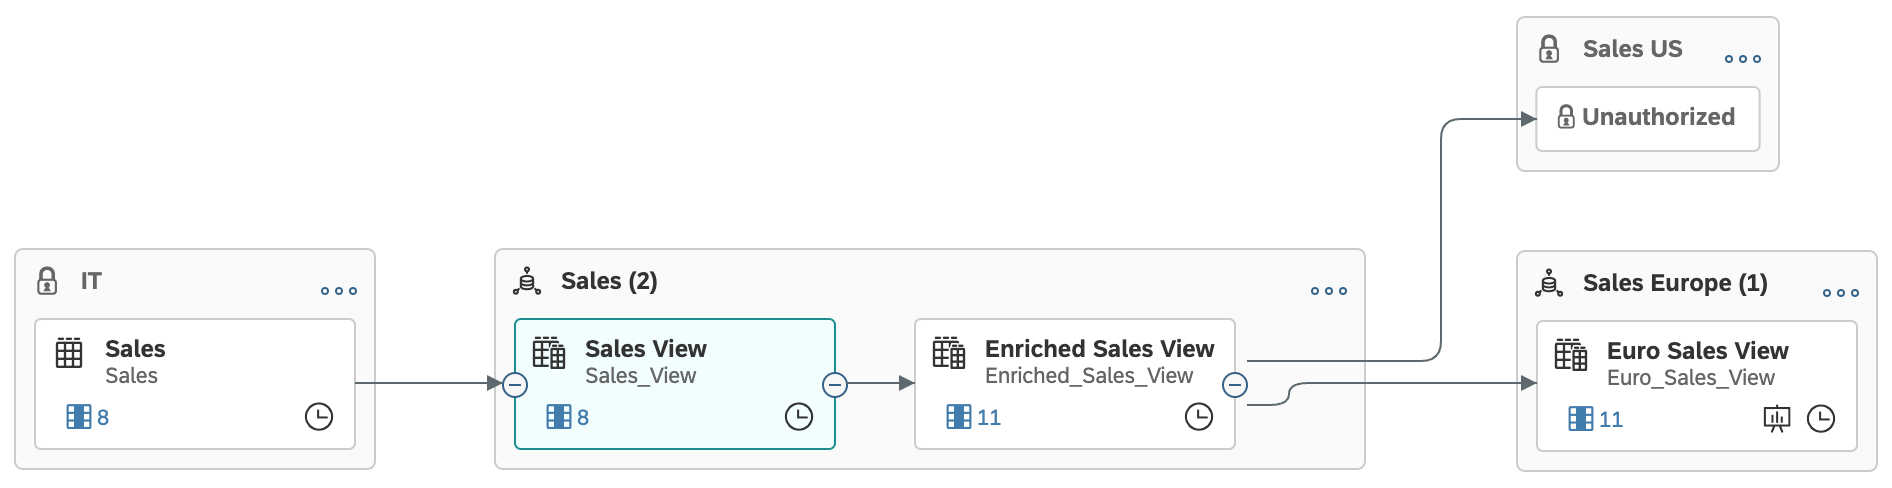 Sales US
Unauthorized
IT
Sales
Sales
8
Sales (2)
Sales View
Sales_View
8
Enriched Sales View
Enriched_Sales_View
11
Sales Europe (1)
Euro Sales View
Euro_Sales_View
11